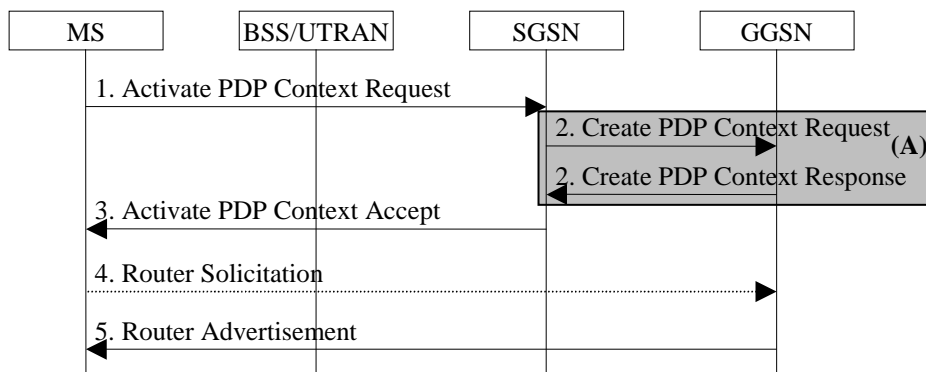 MS BSS/UTRAN SGSN GGSN
1. Activate PDP Context Request
2. Create PDP Context Request
(A)
2. Create PDP Context Response
3. Activate PDP Context Accept
4. Router Solicitation
5. Router Advertisement